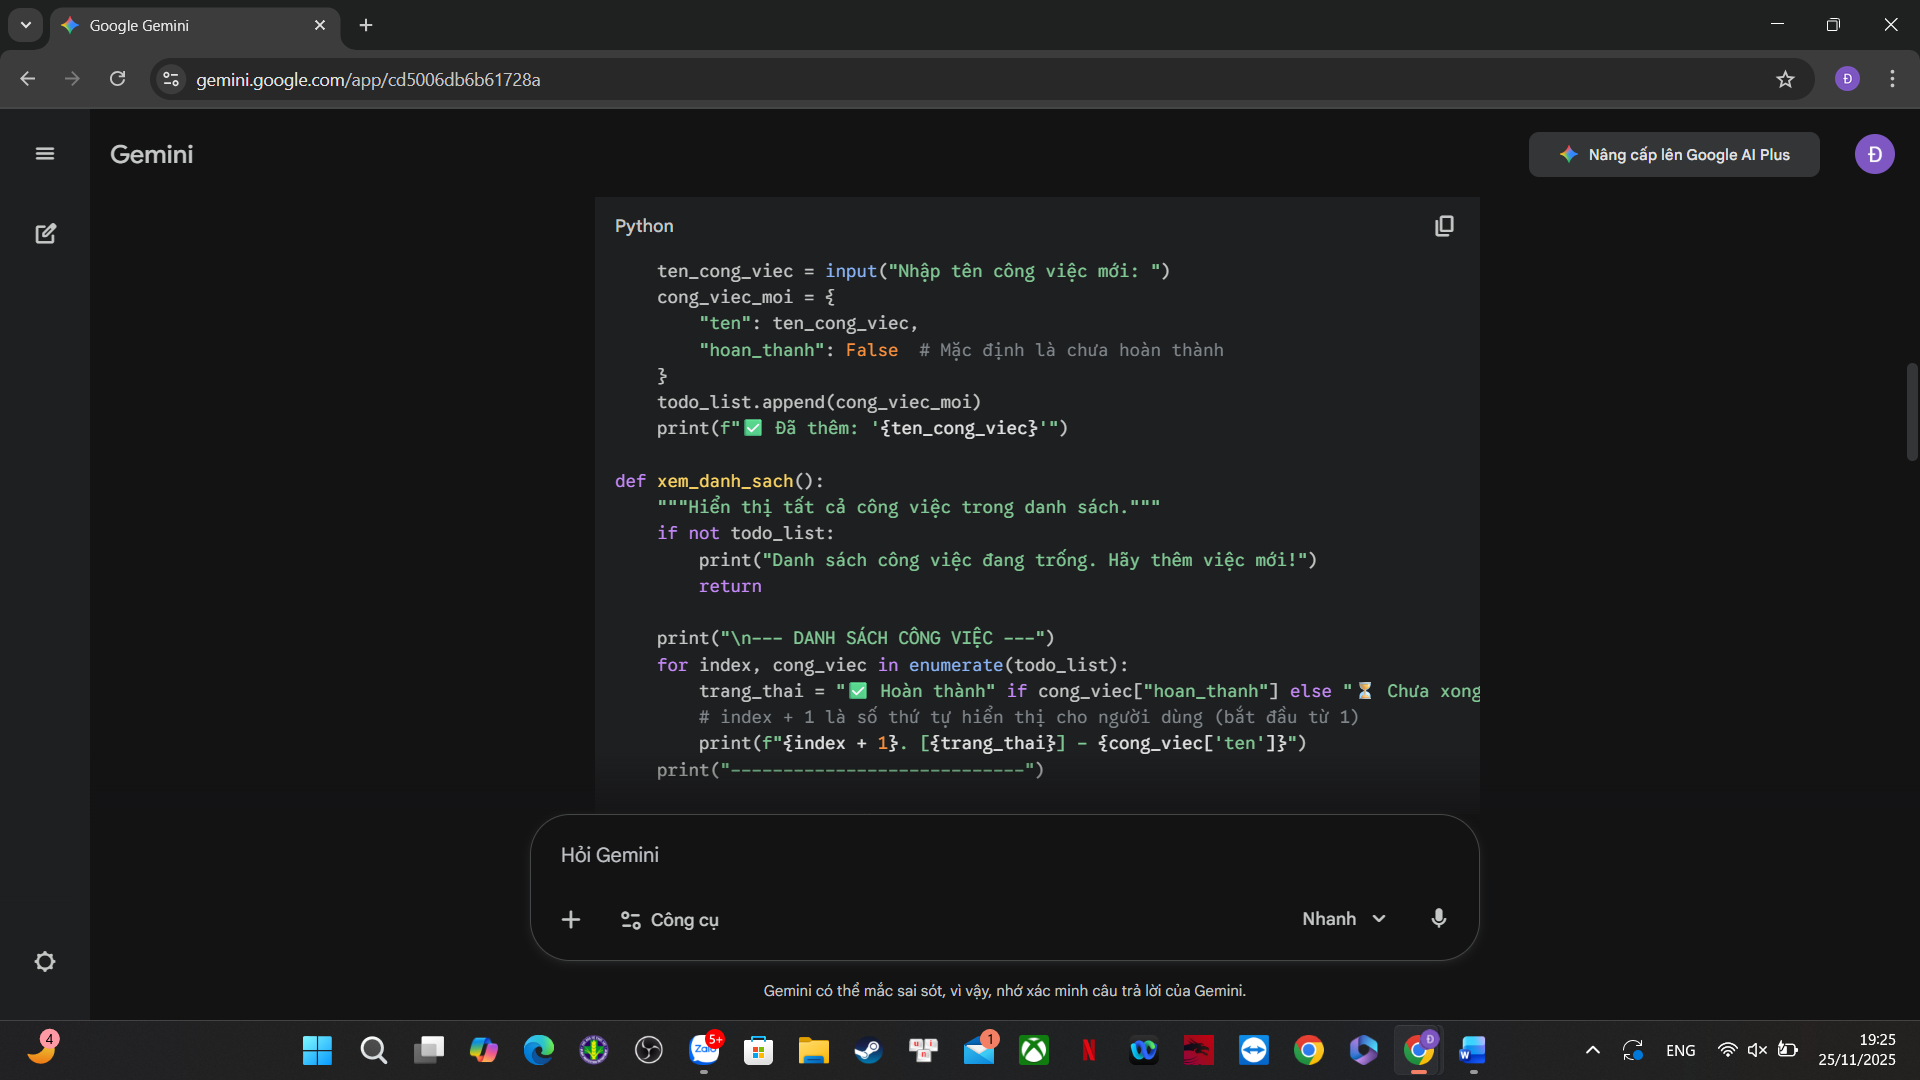 Google Gemini
gemini.google.com/app/cd5006db6b61728a
Đ
Gemini
Nâng cấp lên Google AI Plus
Đ
Python
ten_cong_viec = input("Nhập tên công việc mới: ")
cong_viec_moi = {
"ten": ten_cong_viec,
"hoan_thanh": False  # Mặc định là chưa hoàn thành
}
todo_list.append(cong_viec_moi)
print(f"✅ Đã thêm: '{ten_cong_viec}'")
def xem_danh_sach():
"""Hiển thị tất cả công việc trong danh sách."""
if not todo_list:
print("Danh sách công việc đang trống. Hãy thêm việc mới!")
return
print("\n--- DANH SÁCH CÔNG VIỆC ---")
for index, cong_viec in enumerate(todo_list):
trang_thai = "✅ Hoàn thành" if cong_viec["hoan_thanh"] else "⏳ Chưa xong
# index + 1 là số thứ tự hiển thị cho người dùng (bắt đầu từ 1)
print(f"{index + 1}. [{trang_thai}] - {cong_viec['ten']}")
print("----------------------------")
Hỏi Gemini
Công cụ
Nhanh
Gemini có thể mắc sai sót, vì vậy, nhớ xác minh câu trả lời của Gemini.
4
Zalo
5+
1
Đ
ENG
19:25
25/11/2025